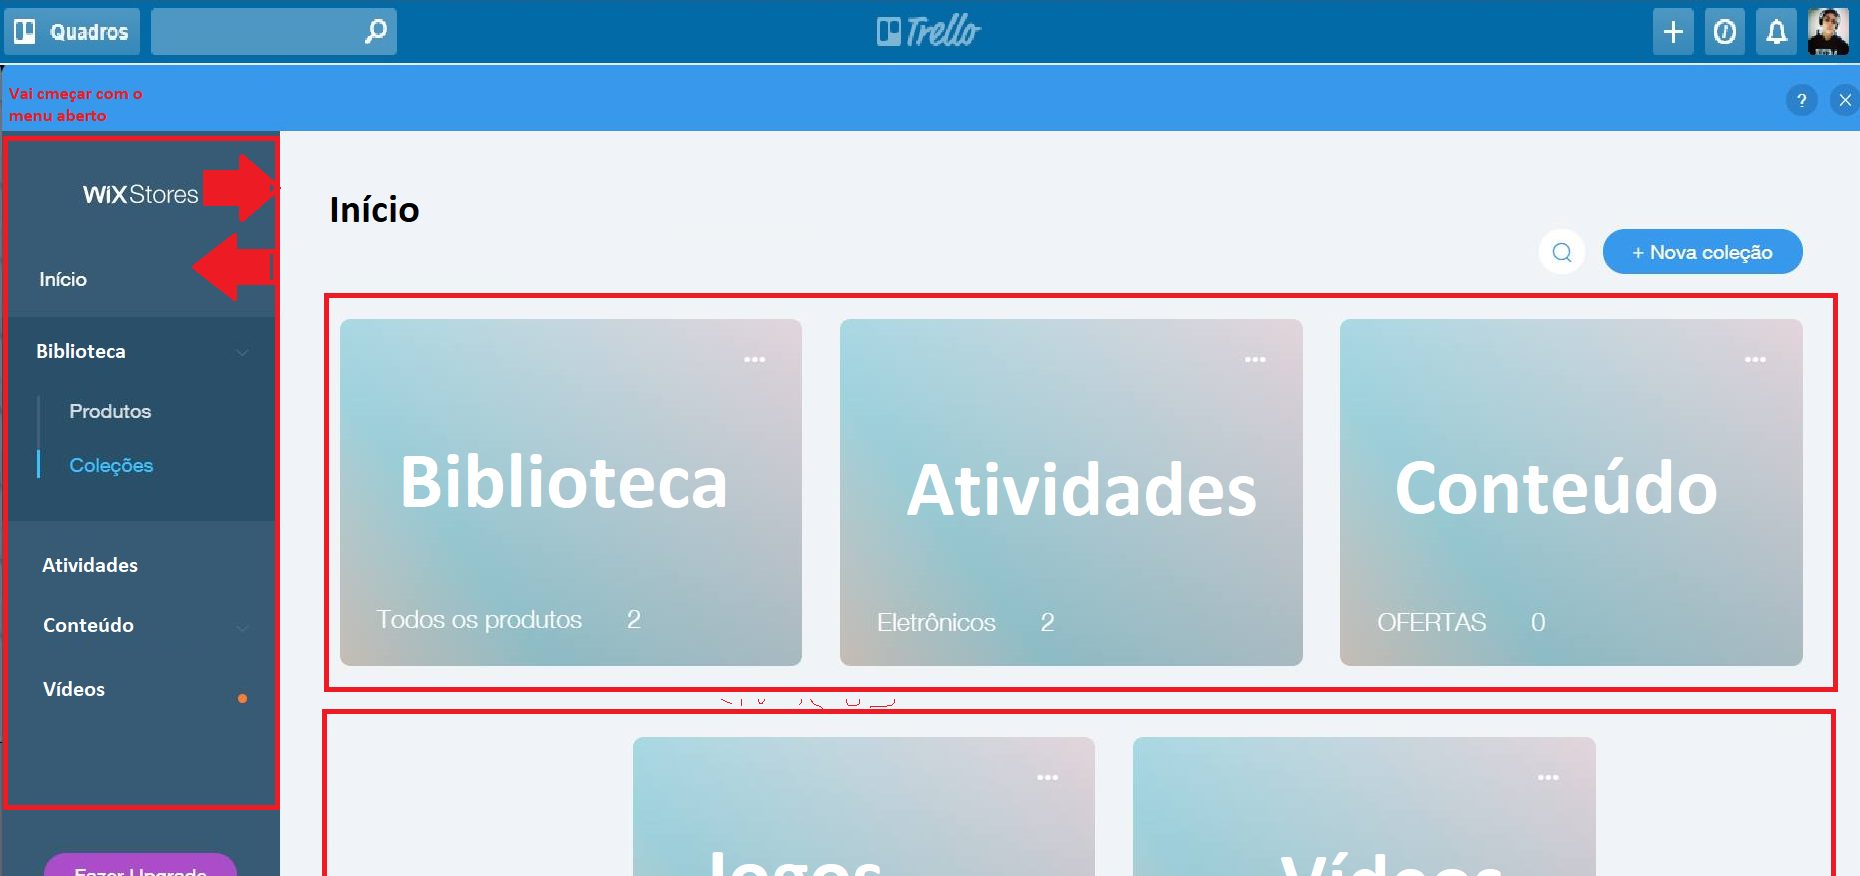 Quadros
Trello
Vai cmeçar com o
menu aberto
?
WiXStores
Início
Biblioteca
Produtos
Coleções
Atividades
Conteúdo
Vídeos
Fazer Upgrade
Início
+ Nova coleção
Biblioteca
Todos os produtos 2
Atividades
Eletrônicos 2
Conteúdo
OFERTAS 0
Jogos
Vídeos